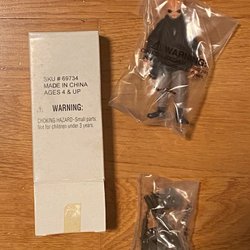 SKU # 69734
MADE IN CHINA
AGES 4 & UP
⚠ WARNING:
CHOKING HAZARD-Small parts.
Not for children under 3 years.
WARNING